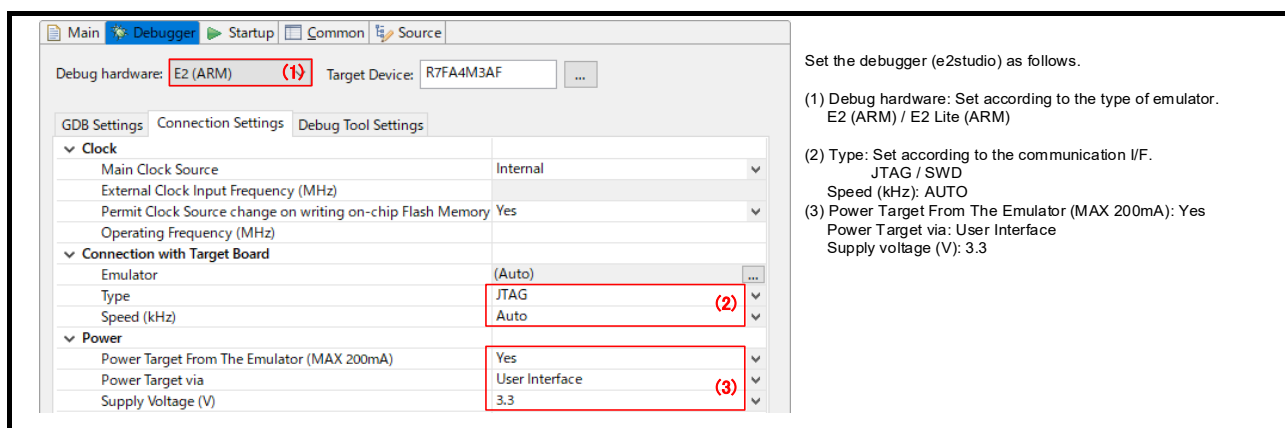 Main Debugger Startup Common Source
Debug hardware: E2 (ARM) (1) Target Device: R7FA4M3AF ...
GDB Settings Connection Settings Debug Tool Settings
Clock
Main Clock Source Internal
External Clock Input Frequency (MHz)
Permit Clock Source change on writing on-chip Flash Memory Yes
Operating Frequency (MHz)
Connection with Target Board
Emulator (Auto) ...
Type JTAG
(2)
Speed (kHz) Auto
Power
Power Target From The Emulator (MAX 200mA) Yes
Power Target via User Interface
(3)
Supply Voltage (V) 3.3
Set the debugger (e2studio) as follows.
(1) Debug hardware: Set according to the type of emulator.
E2 (ARM) / E2 Lite (ARM)
(2) Type: Set according to the communication I/F.
JTAG / SWD
Speed (kHz): AUTO
(3) Power Target From The Emulator (MAX 200mA): Yes
Power Target via: User Interface
Supply voltage (V): 3.3